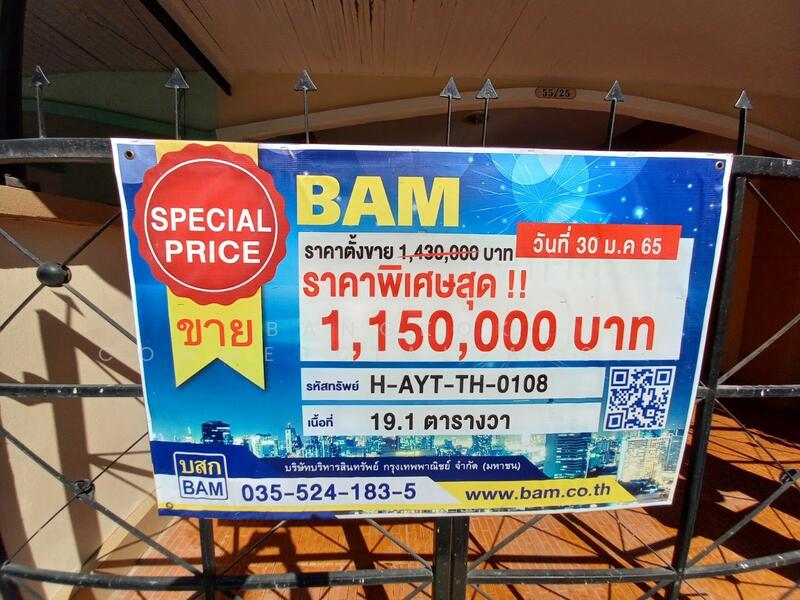 55/25
SPECIAL
PRICE
ขาย
BAM
ราคาตั้งขาย 1,430,000 บาท
วันที่ 30 ม.ค 65
ราคาพิเศษสุด !!
1,150,000 บาท
รหัสทรัพย์ H-AYT-TH-0108
เนื้อที่ 19.1 ตารางวา
บสก
BAM
บริษัทบริหารสินทรัพย์ กรุงเทพพาณิชย์ จำกัด (มหาชน)
035-524-183-5
www.bam.co.th